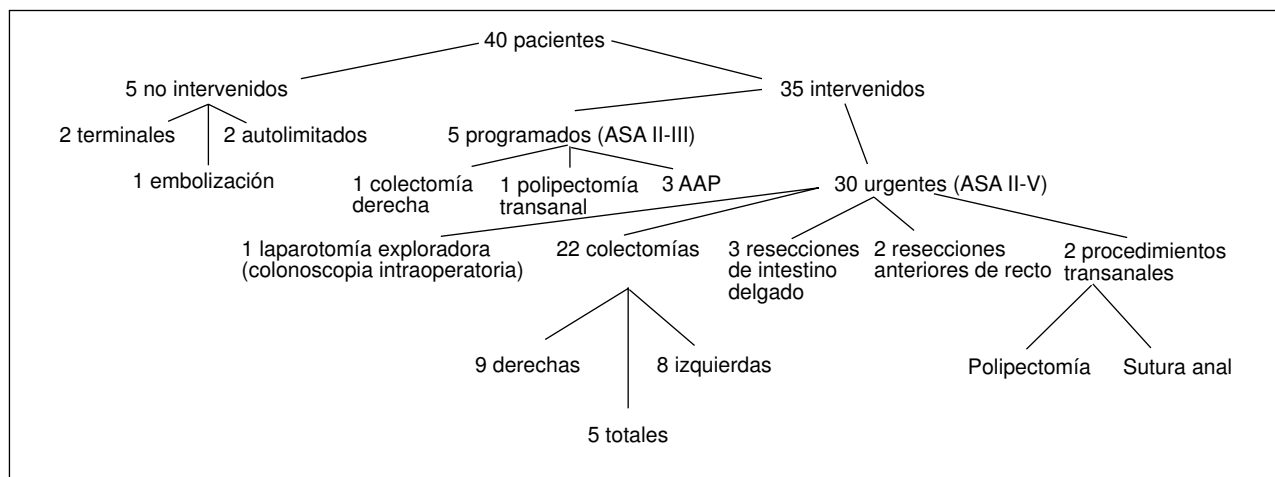 40 pacientes
5 no intervenidos
35 intervenidos
2 terminales
2 autolimitados
1 embolización
5 programados (ASA II-III)
1 colectomía
derecha
1 polipectomía
transanal
3 AAP
30 urgentes (ASA II-V)
1 laparotomía exploradora
(colonoscopia intraoperatoria)
22 colectomías
3 resecciones
de intestino
delgado
2 resecciones
anteriores de recto
2 procedimientos
transanales
9 derechas
8 izquierdas
5 totales
Polipectomía
Sutura anal